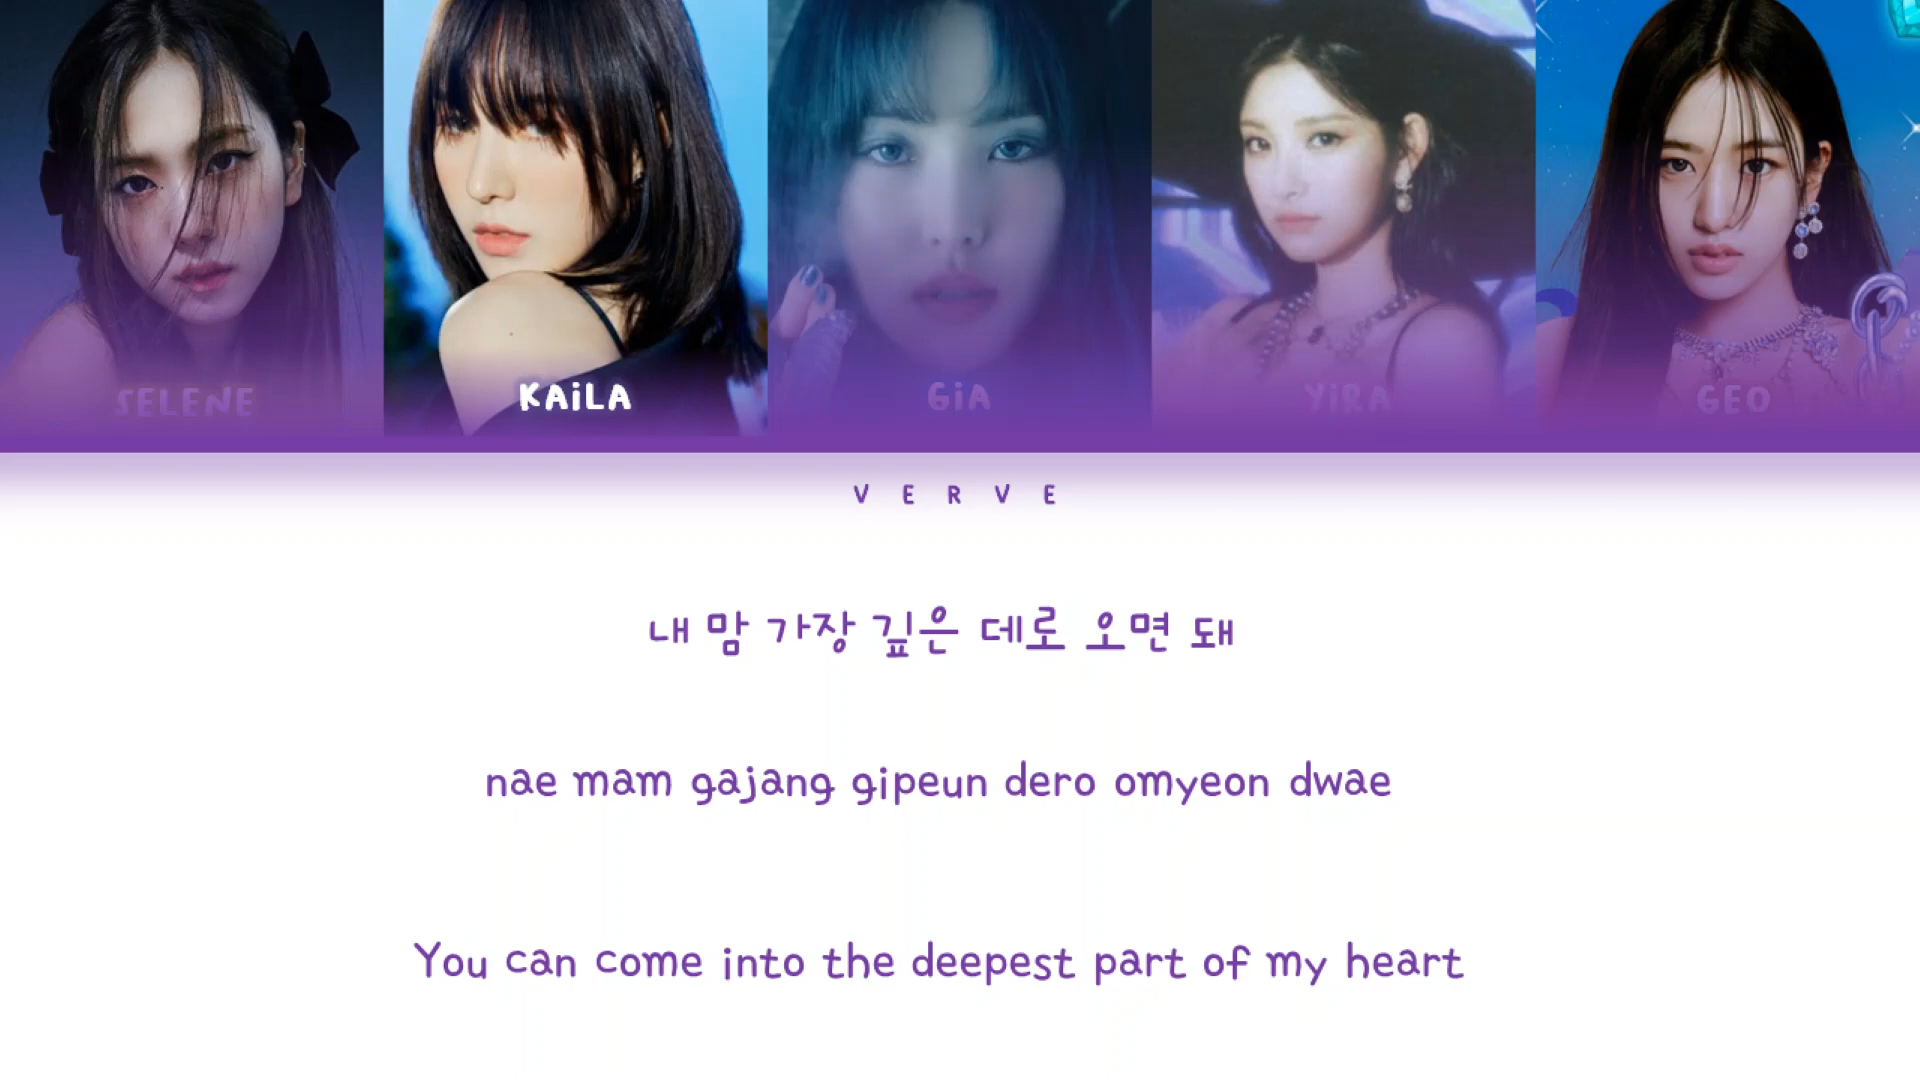 SELENE KAiLA GiA YiRA GEO
VERVE
내 맘 가장 깊은 데로 오면 돼
nae mam gajang gipeun dero omyeon dwae
You can come into the deepest part of my heart